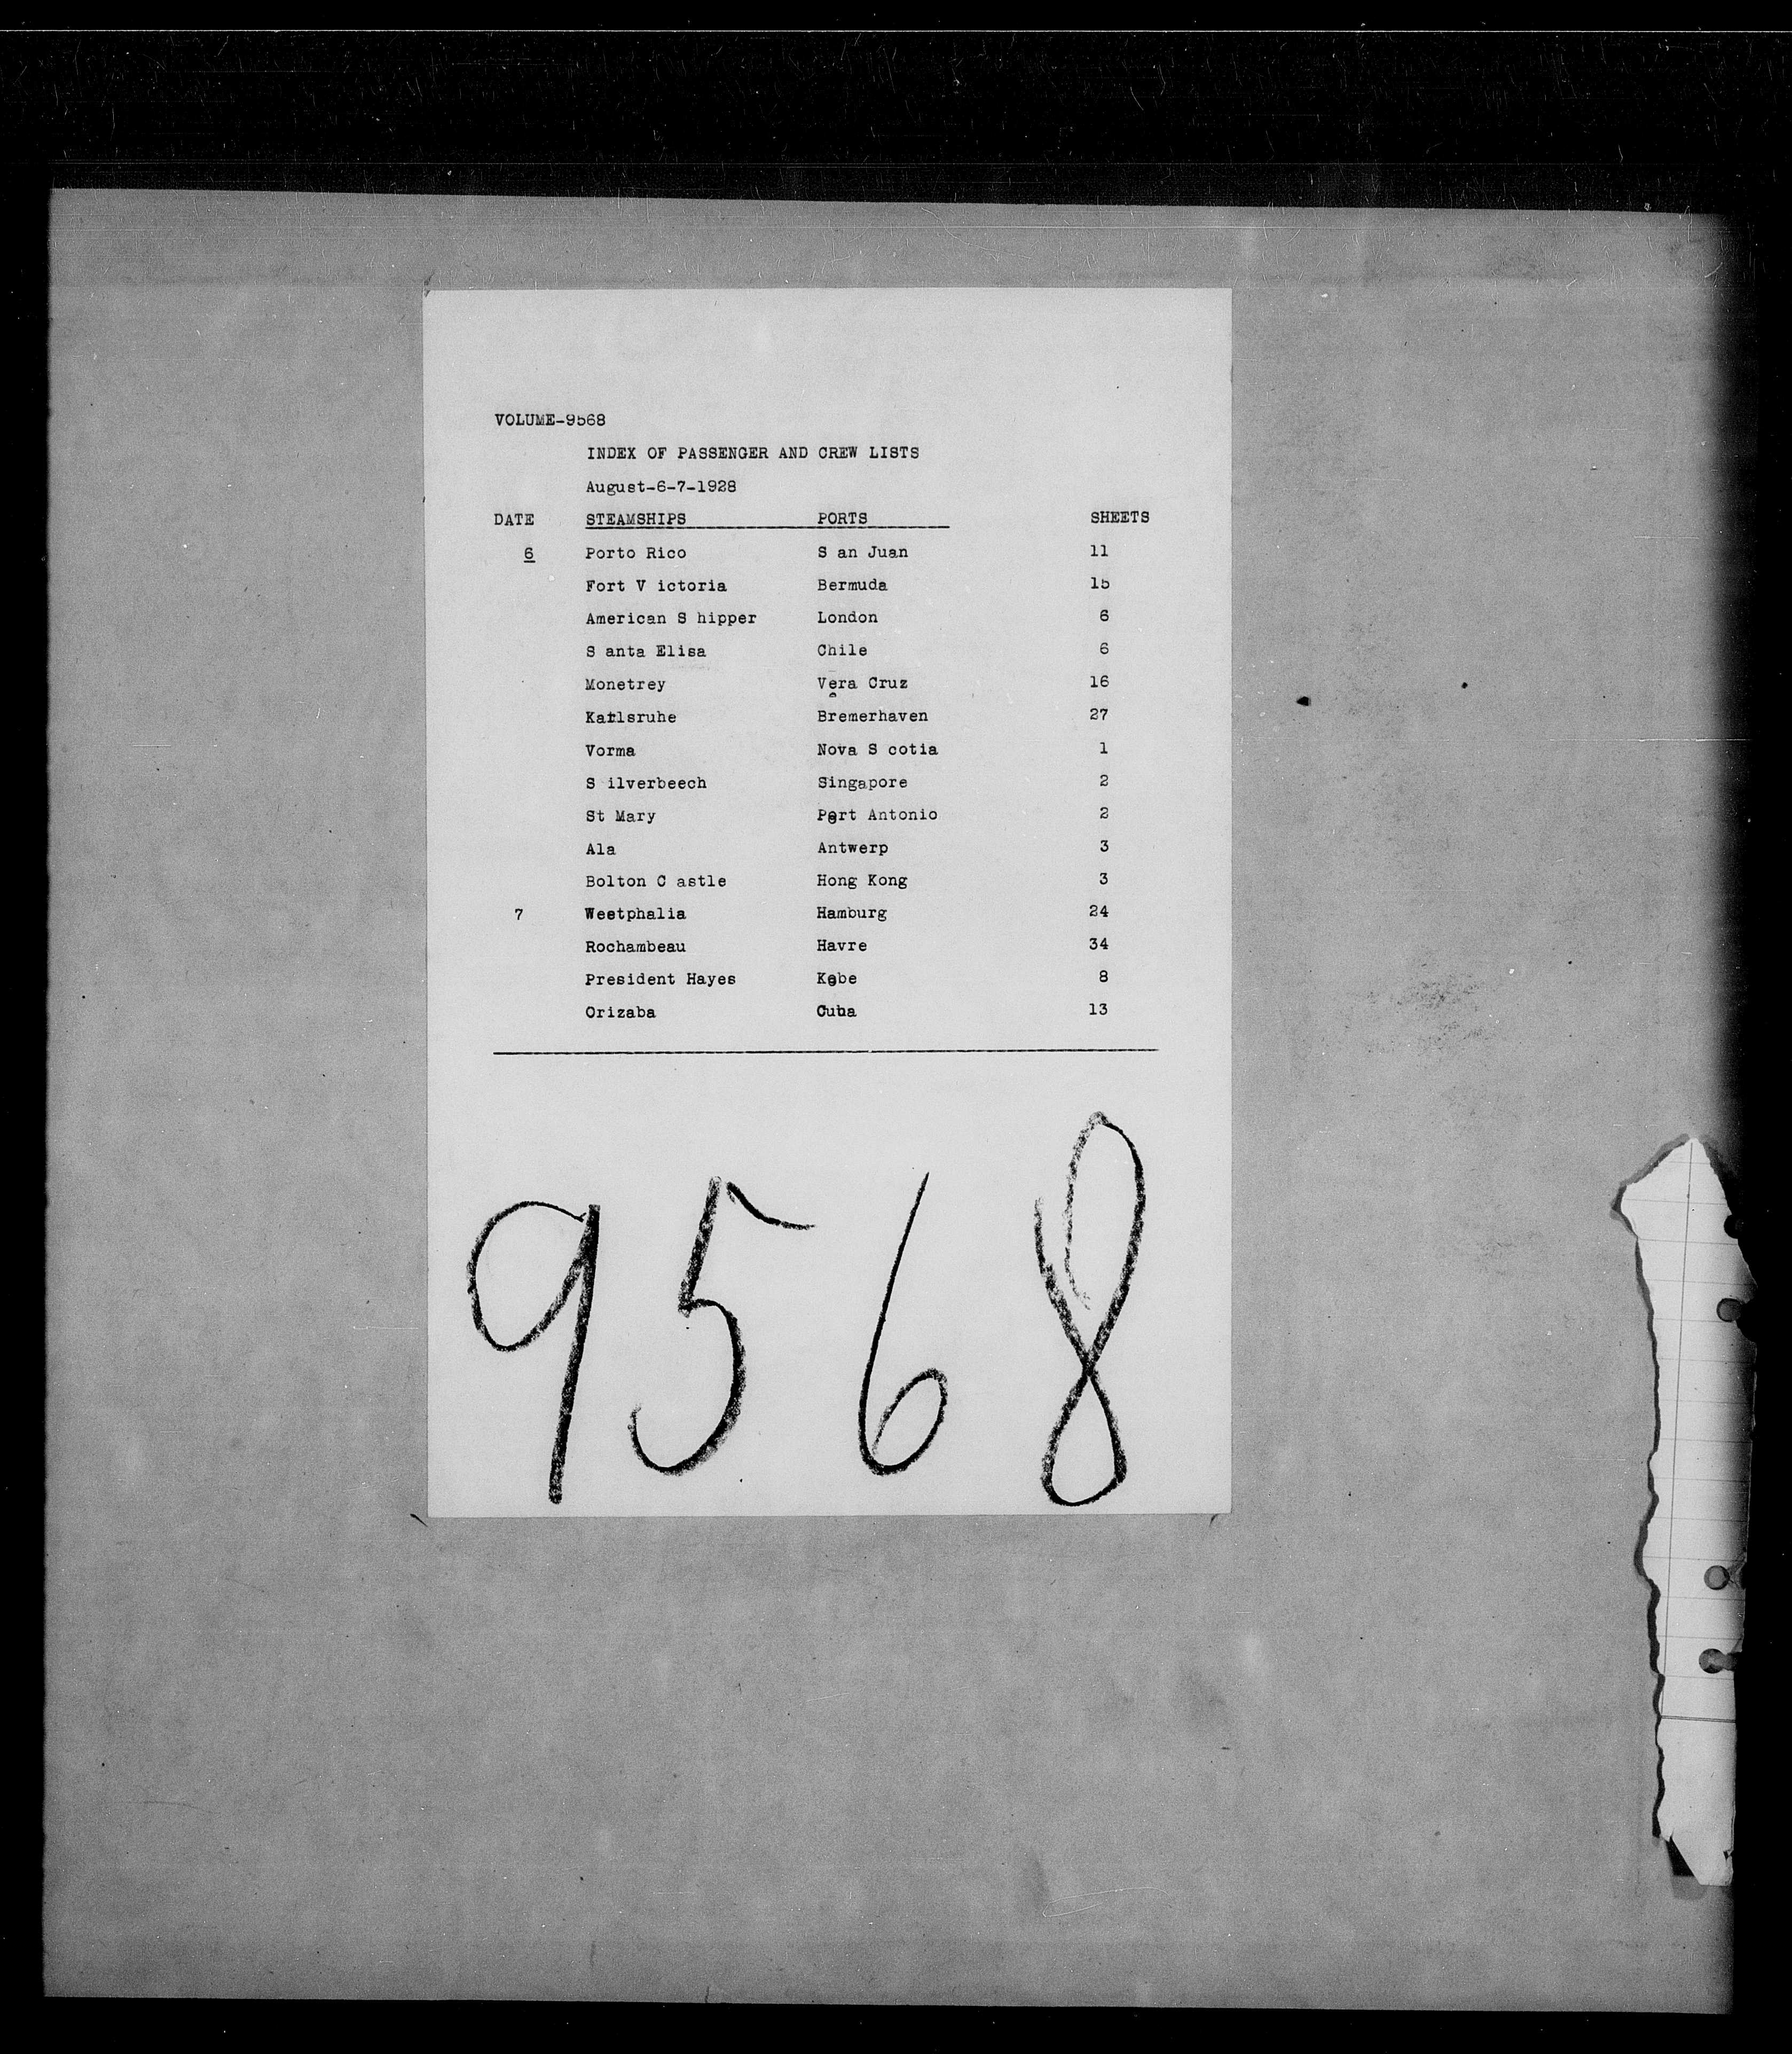 VOLUME-9568
INDEX OF PASSENGER AND CREW LISTS
August-6-7-1928
DATE STEAMSHIPS PORTS SHEETS
6 Porto Rico S an Juan 11
Fort V ictoria Bermuda 15
American S hipper London 6
S anta Elisa Chile 6
Monetrey Vera Cruz 16
Karlsruhe Bremerhaven 27
Vorma Nova S cotia 1
S ilverbeech Singapore 2
St Mary Port Antonio 2
Ala Antwerp 3
Bolton C astle Hong Kong 3
7 Westphalia Hamburg 24
Rochambeau Havre 34
President Hayes Kobe 8
Orizaba Cuba 13
9568